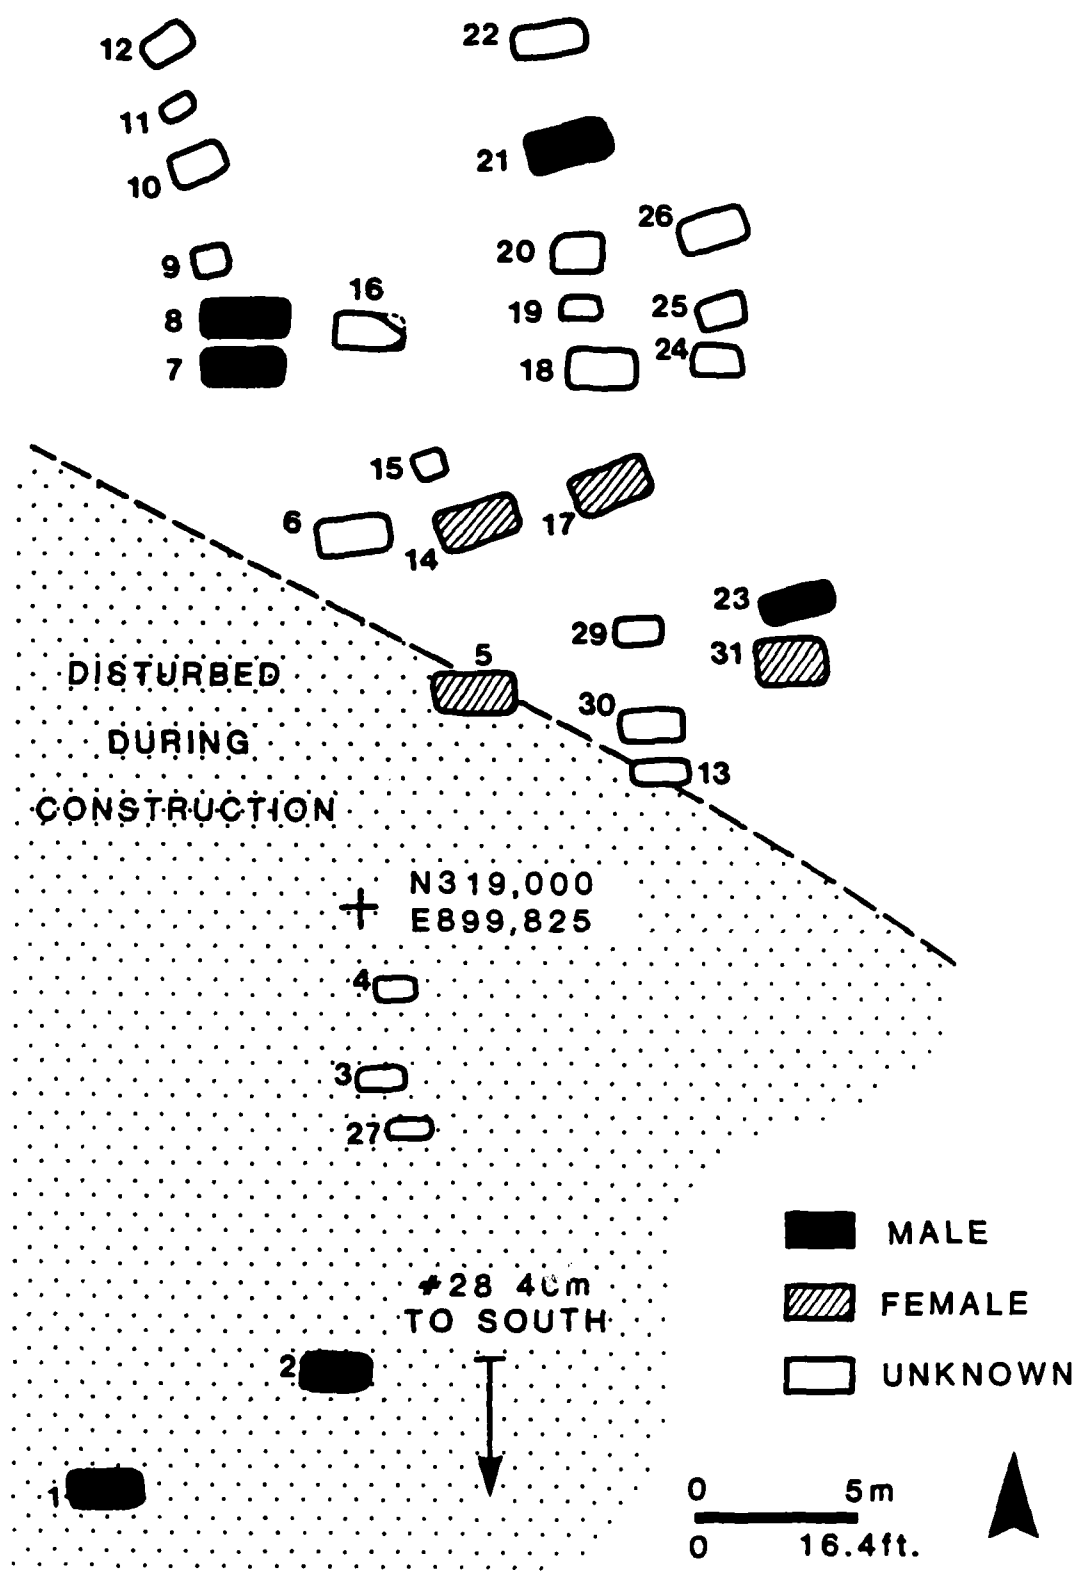 12
22
11
21
10
26
20
9
16
25
19
8
24
18
7
15
6
17
14
23
29
31
5
DISTURBED
30
DURING
13
CONSTRUCTION
N319,000
E899,825
4
3
27
MALE
#28 40m
FEMALE
TO SOUTH
2
UNKNOWN
1
0 5m
0 16.4ft.